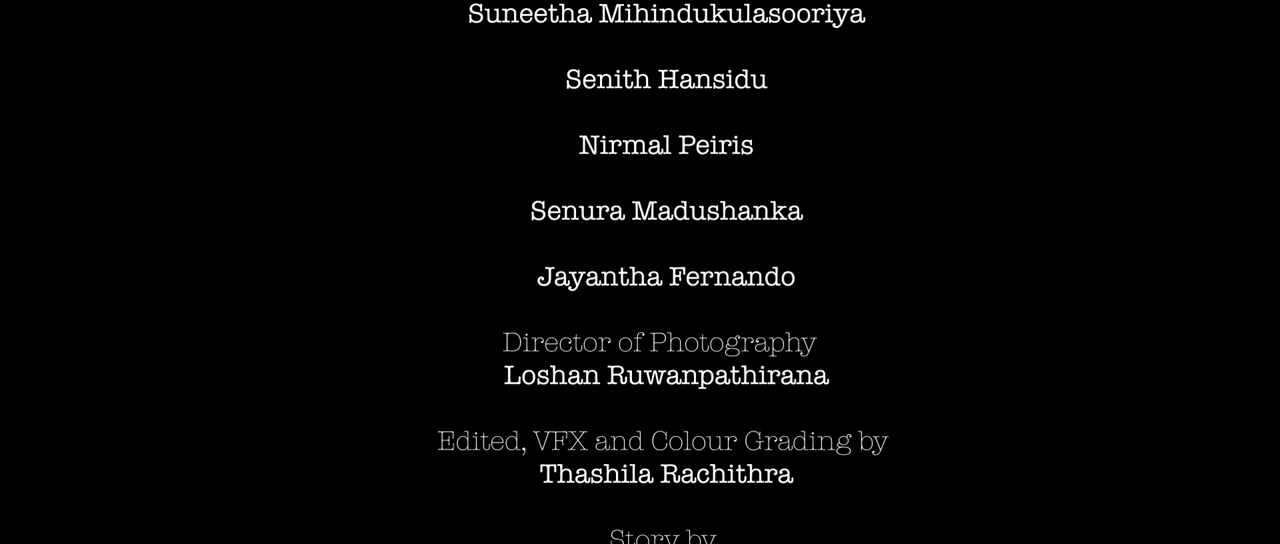 Suneetha Mihindukulasooriya
Senith Hansidu
Nirmal Peiris
Senura Madushanka
Jayantha Fernando
Director of Photography
Loshan Ruwanpathirana
Edited, VFX and Colour Grading by
Thashila Rachithra
Story by